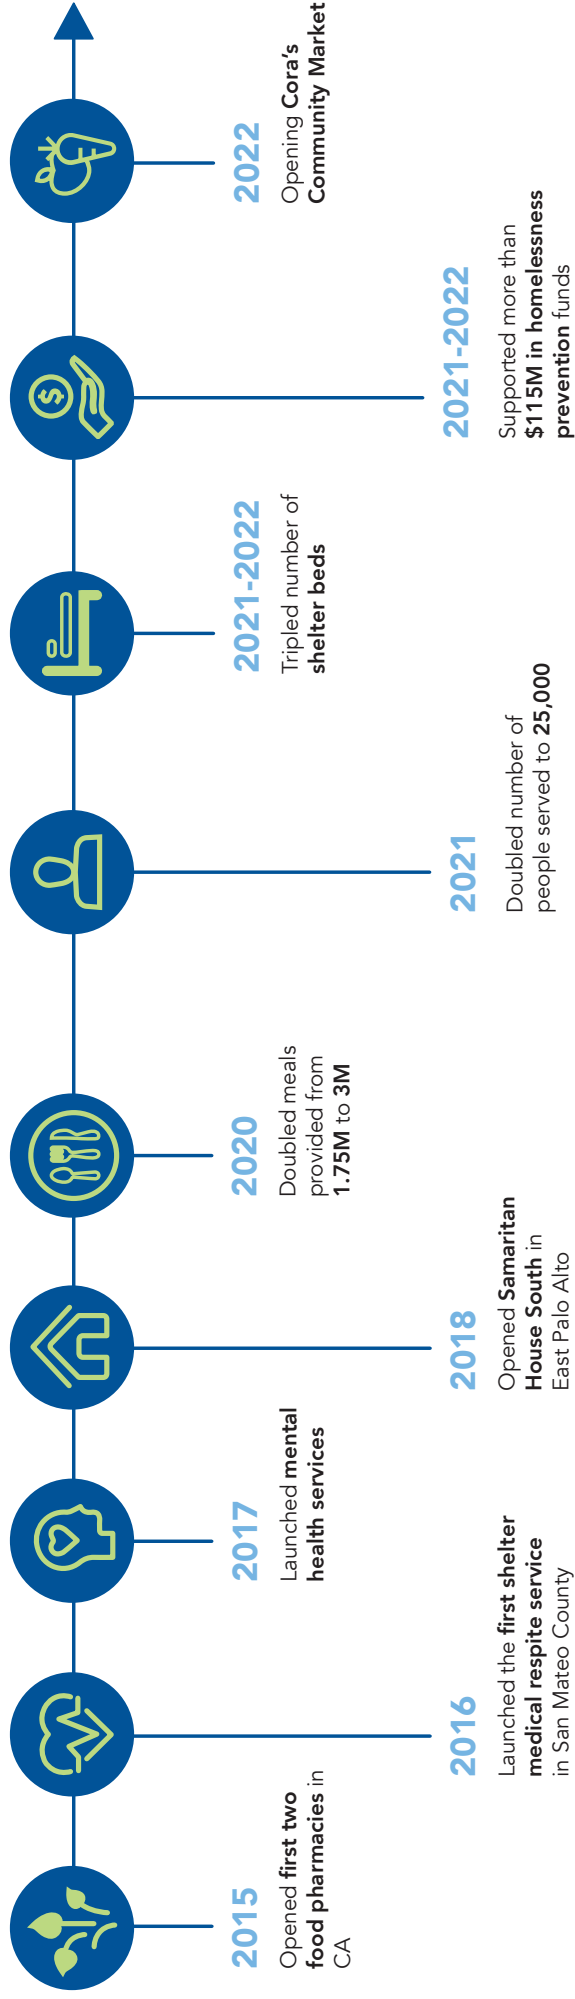 2015
Opened first two
food pharmacies in
CA
2016
Launched the first shelter
medical respite service
in San Mateo County
2017
Launched mental
health services
2018
Opened Samaritan
House South in
East Palo Alto
2020
Doubled meals
provided from
1.75M to 3M
2021
Doubled number of
people served to 25,000
2021-2022
Tripled number of
shelter beds
$
2021-2022
Supported more than
$115M in homelessness
prevention funds
2022
Opening Cora's
Community Market